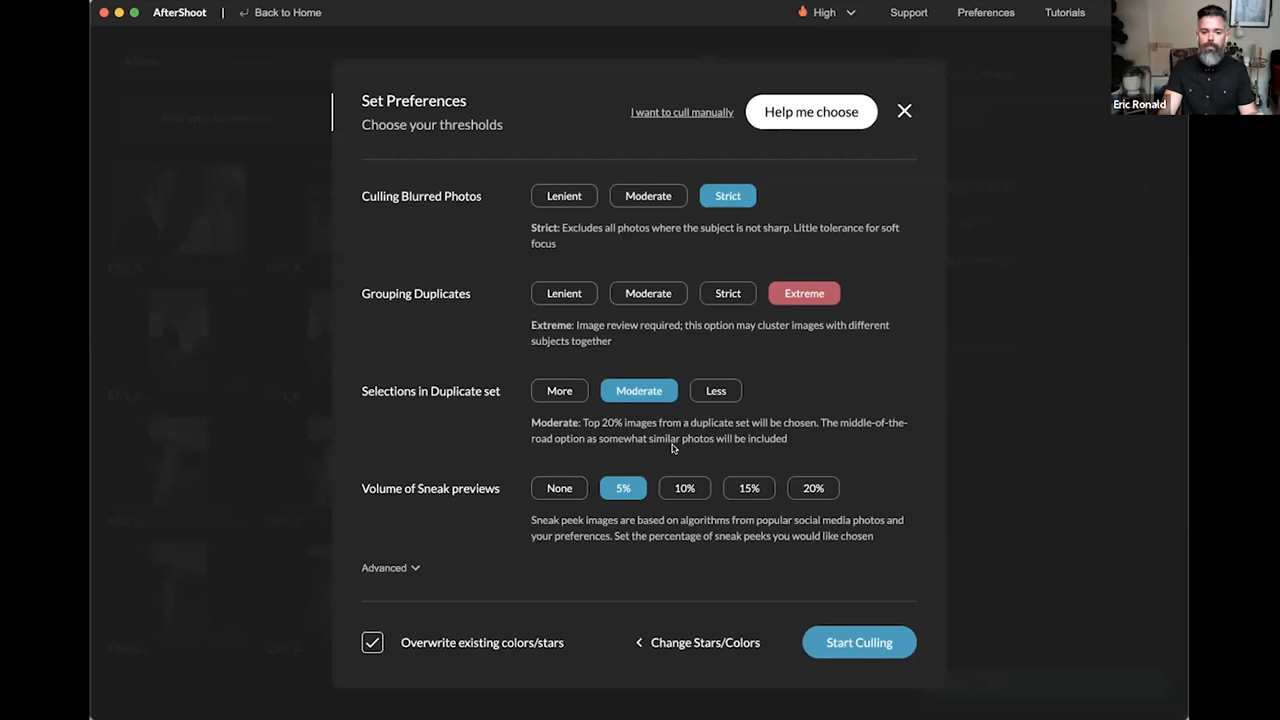 AfterShoot | Back to Home High Support Preferences Tutorials
Eric Ronald
Set Preferences
Choose your thresholds
I want to cull manually
Help me choose
Culling Blurred Photos
Lenient Moderate Strict
Strict: Excludes all photos where the subject is not sharp. Little tolerance for soft
focus
Grouping Duplicates
Lenient Moderate Strict Extreme
Extreme: Image review required; this option may cluster images with different
subjects together
Selections in Duplicate set
More Moderate Less
Moderate: Top 20% images from a duplicate set will be chosen. The middle-of-the-
road option as somewhat similar photos will be included
Volume of Sneak previews
None 5% 10% 15% 20%
Sneak peek images are based on algorithms from popular social media photos and
your preferences. Set the percentage of sneak peeks you would like chosen
Advanced
Overwrite existing colors/stars
Change Stars/Colors
Start Culling